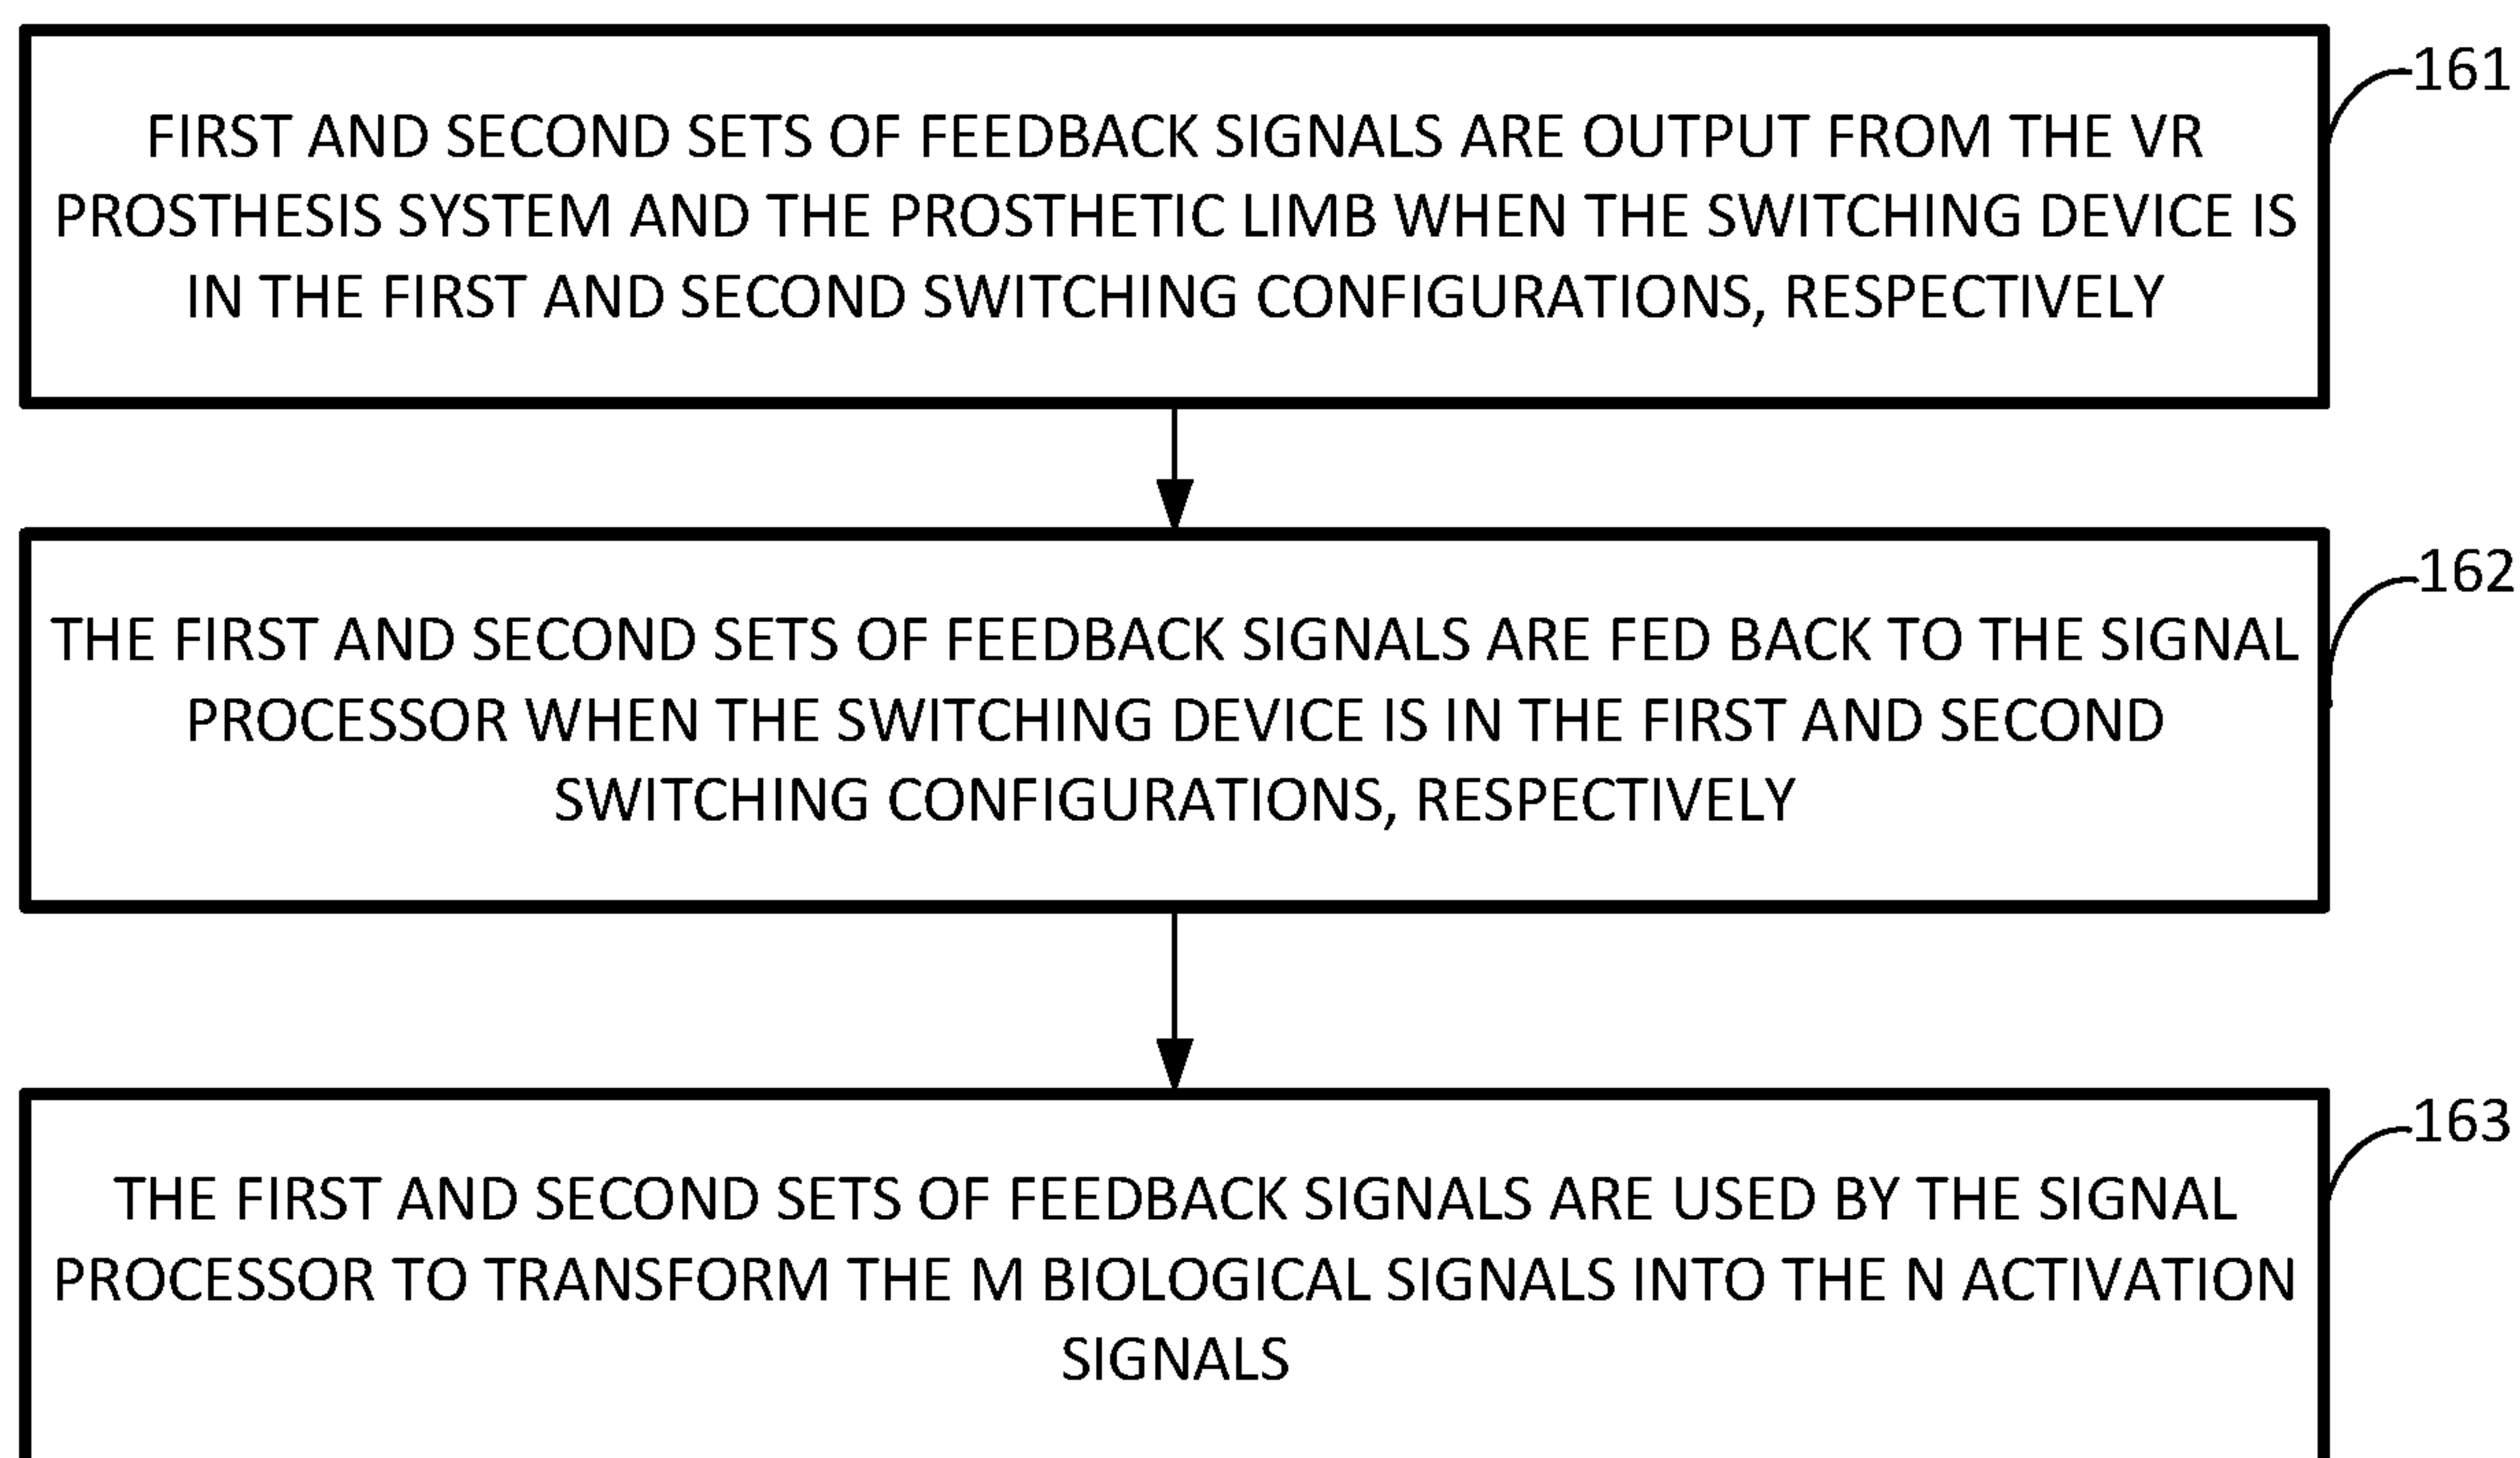 161
FIRST AND SECOND SETS OF FEEDBACK SIGNALS ARE OUTPUT FROM THE VR
PROSTHESIS SYSTEM AND THE PROSTHETIC LIMB WHEN THE SWITCHING DEVICE IS
IN THE FIRST AND SECOND SWITCHING CONFIGURATIONS, RESPECTIVELY
162
THE FIRST AND SECOND SETS OF FEEDBACK SIGNALS ARE FED BACK TO THE SIGNAL
PROCESSOR WHEN THE SWITCHING DEVICE IS IN THE FIRST AND SECOND
SWITCHING CONFIGURATIONS, RESPECTIVELY
163
THE FIRST AND SECOND SETS OF FEEDBACK SIGNALS ARE USED BY THE SIGNAL
PROCESSOR TO TRANSFORM THE M BIOLOGICAL SIGNALS INTO THE N ACTIVATION
SIGNALS